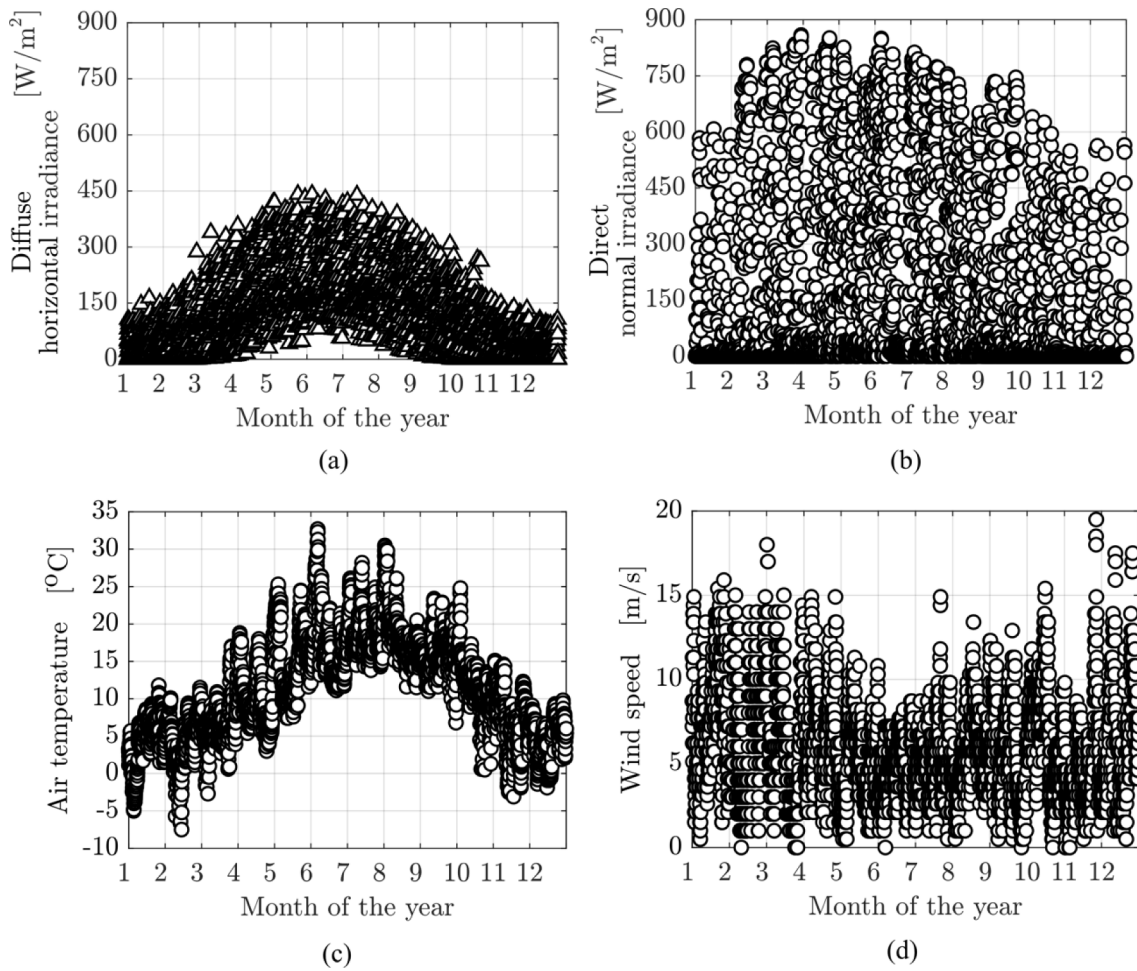 Diffuse
horizontal irradiance [W/m²]
900
750
600
450
300
150
0
1 2 3 4 5 6 7 8 9 10 11 12
Month of the year
(a)
Direct
normal irradiance [W/m²]
900
750
600
450
300
150
0
1 2 3 4 5 6 7 8 9 10 11 12
Month of the year
(b)
Air temperature [°C]
35
30
25
20
15
10
5
0
-5
-10
1 2 3 4 5 6 7 8 9 10 11 12
Month of the year
(c)
Wind speed [m/s]
20
15
10
5
0
1 2 3 4 5 6 7 8 9 10 11 12
Month of the year
(d)